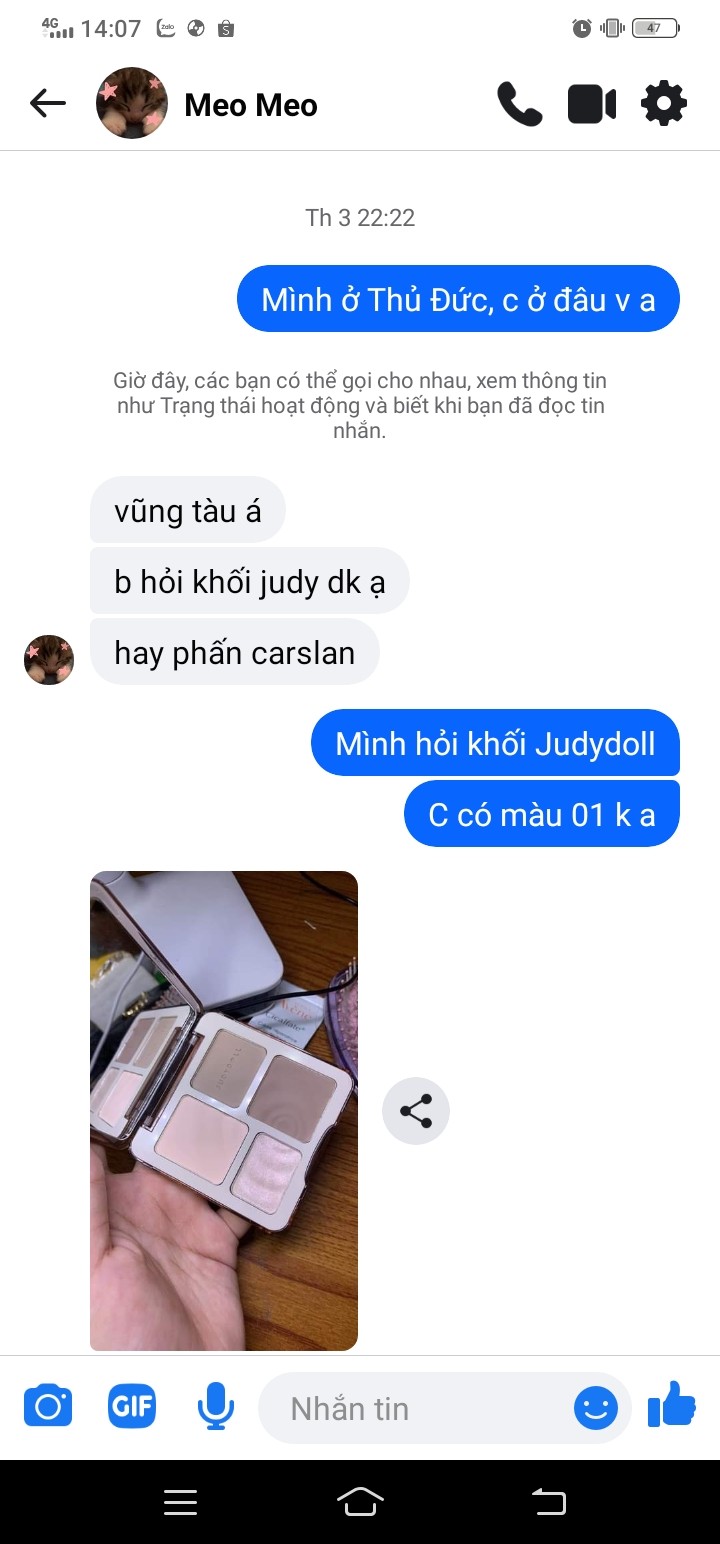 4G 14:07 Zalo S 47
Meo Meo
Th 3 22:22
Mình ở Thủ Đức, c ở đâu v a
Giờ đây, các bạn có thể gọi cho nhau, xem thông tin
như Trạng thái hoạt động và biết khi bạn đã đọc tin
nhắn.
vũng tàu á
b hỏi khối judy dk ạ
hay phấn carslan
Mình hỏi khối Judydoll
C có màu 01 k a
Avène
Cicalfate+
JUDYDOLL
GIF Nhắn tin